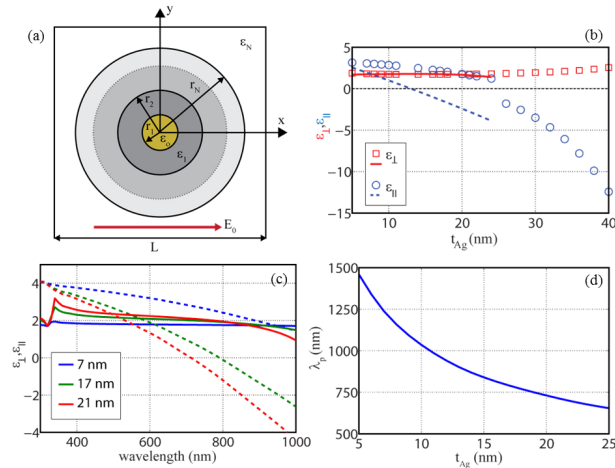 (a)
y
ε_N
r_N
r_2
r_1
ε_o
x
ε_1
E_0
L
(b)
5
0
−5
−10
−15
ε_⊥,ε_||
ε_⊥
ε_||
10 20 30 40
t_Ag (nm)
(c)
4
2
0
−2
−4
ε_⊥,ε_||
7 nm
17 nm
21 nm
400 600 800 1000
wavelength (nm)
(d)
1500
1250
1000
750
500
λ_p (nm)
5 10 15 20 25
t_Ag (nm)